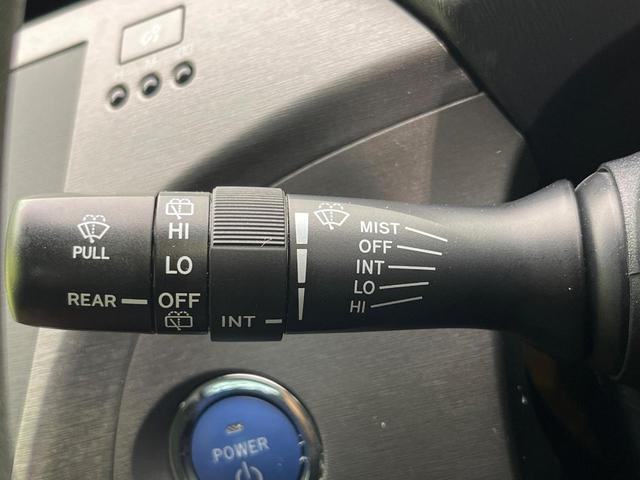 PULL
REAR
HI
LO
OFF
INT
MIST
OFF
INT
LO
HI
POWER